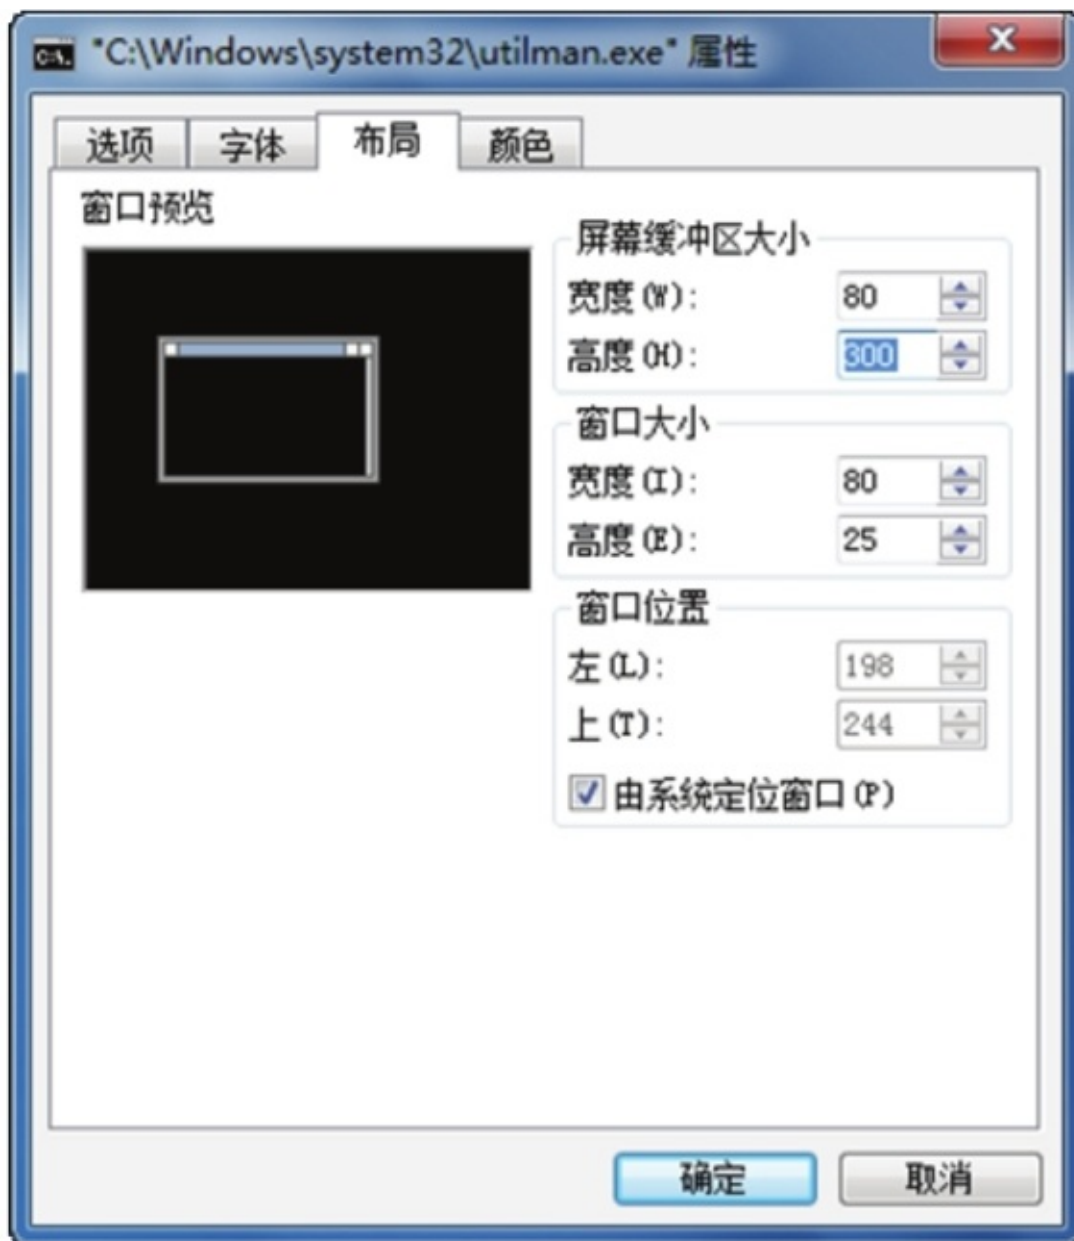 "C:\Windows\system32\utilman.exe" 属性
选项 字体 布局 颜色
窗口预览
屏幕缓冲区大小
宽度(W): 80
高度(H): 300
窗口大小
宽度(I): 80
高度(E): 25
窗口位置
左(L): 198
上(T): 244
由系统定位窗口(P)
确定 取消